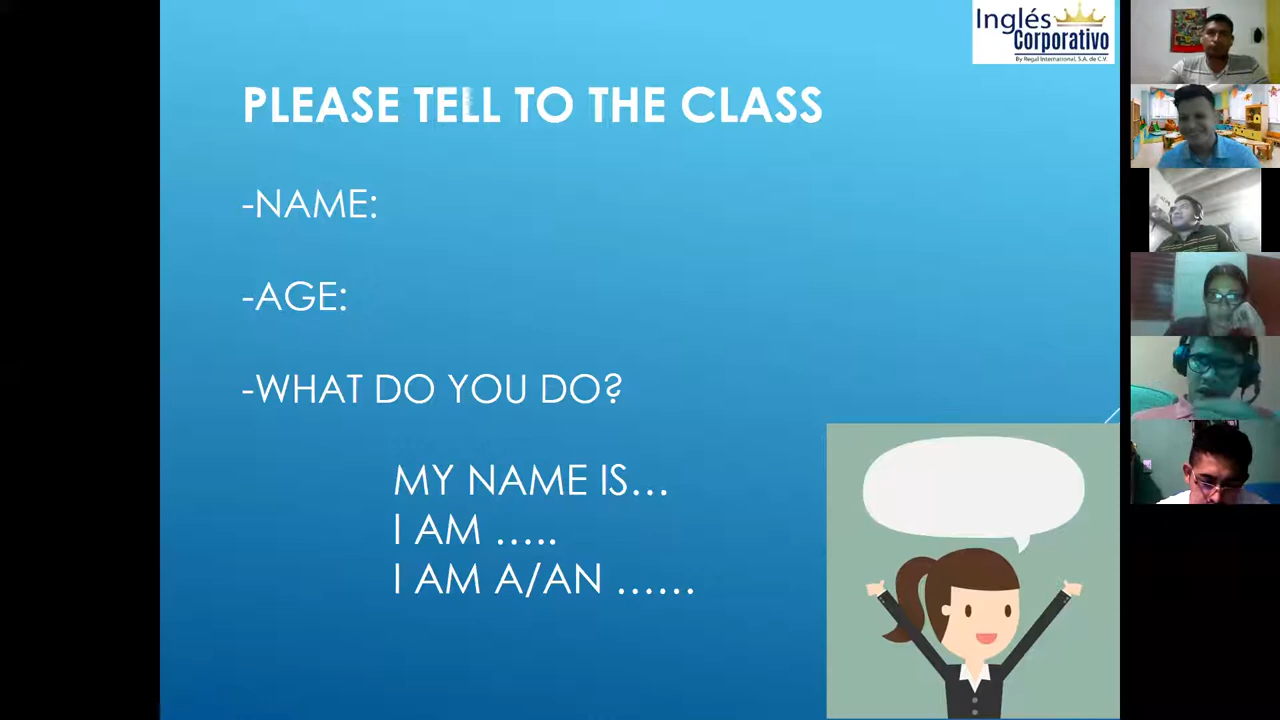 Inglés
Corporativo
By Regal International, S.A. de C.V.
PLEASE TELL TO THE CLASS
-NAME:
-AGE:
-WHAT DO YOU DO?
MY NAME IS...
I AM .....
I AM A/AN ......